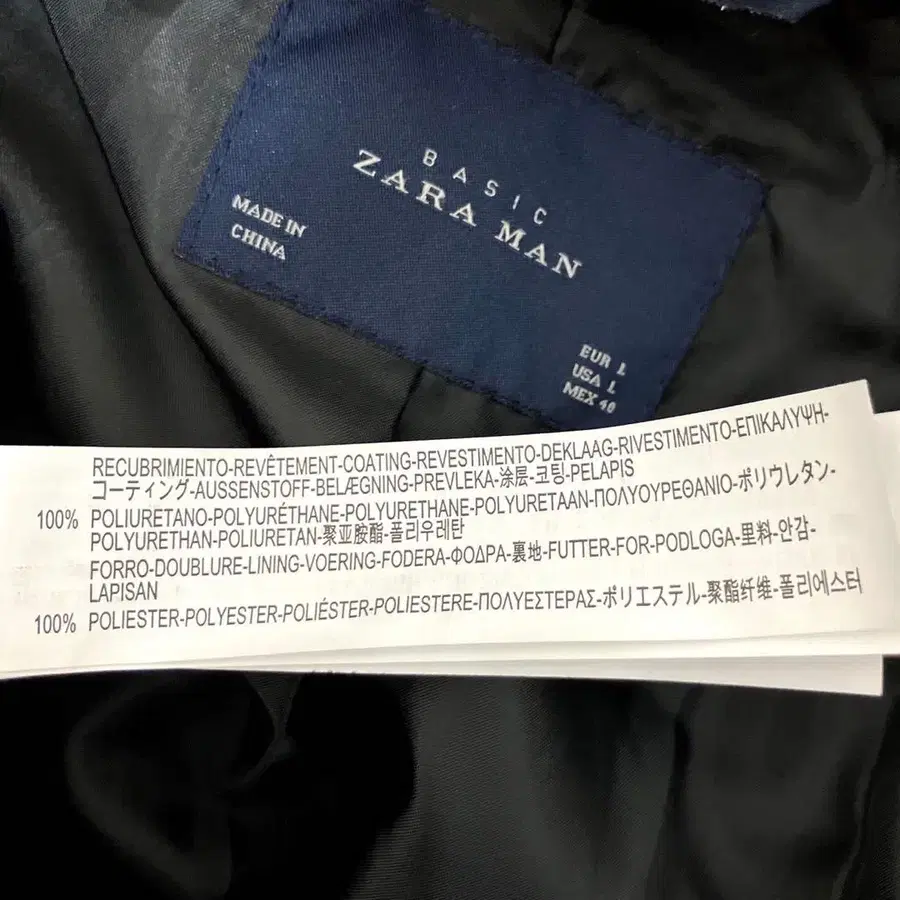 BASIC
ZARA MAN
MADE IN
CHINA
EUR L
USA L
MEX 40
RECUBRIMIENTO-REVÊTEMENT-COATING-REVESTIMENTO-DEKLAAG-RIVESTIMENTO-ΕΠΙΚΑΛΥΨΗ-
コーティング-AUSSENSTOFF-BELÆGNING-PREVLEKA-涂层-코팅-PELAPIS
100% POLIURETANO-POLYURÉTHANE-POLYURETHANE-POLYURETAAN-ΠΟΛΥΟΥΡΕΘΑΝΙΟ-ポリウレタン-
POLYURETHAN-POLIURETAN-聚亚胺酯-폴리우레탄
FORRO-DOUBLURE-LINING-VOERING-FODERA-ΦΟΔΡΑ-裏地-FUTTER-FOR-PODLOGA-里料-안감-
LAPISAN
100% POLIESTER-POLYESTER-POLIÉSTER-POLIESTERE-ΠΟΛΥΕΣΤΕΡΑΣ-ポリエステル-聚酯纤维-폴리에스터